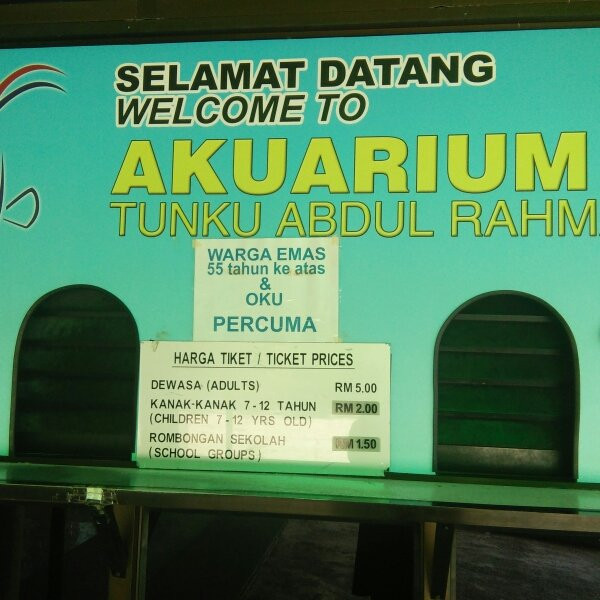 SELAMAT DATANG
WELCOME TO
AKUARIUM
TUNKU ABDUL
WARGA EMAS
55 tahun ke atas
&
OKU
PERCUMA
HARGA TIKET / TICKET PRICES
DEWASA (ADULTS) RM 5.00
KANAK-KANAK 7 - 12 TAHUN RM 2.00
(CHILDREN 7 - 12 YRS OLD)
ROMBONGAN SEKOLAH RM 1.50
(SCHOOL GROUPS)